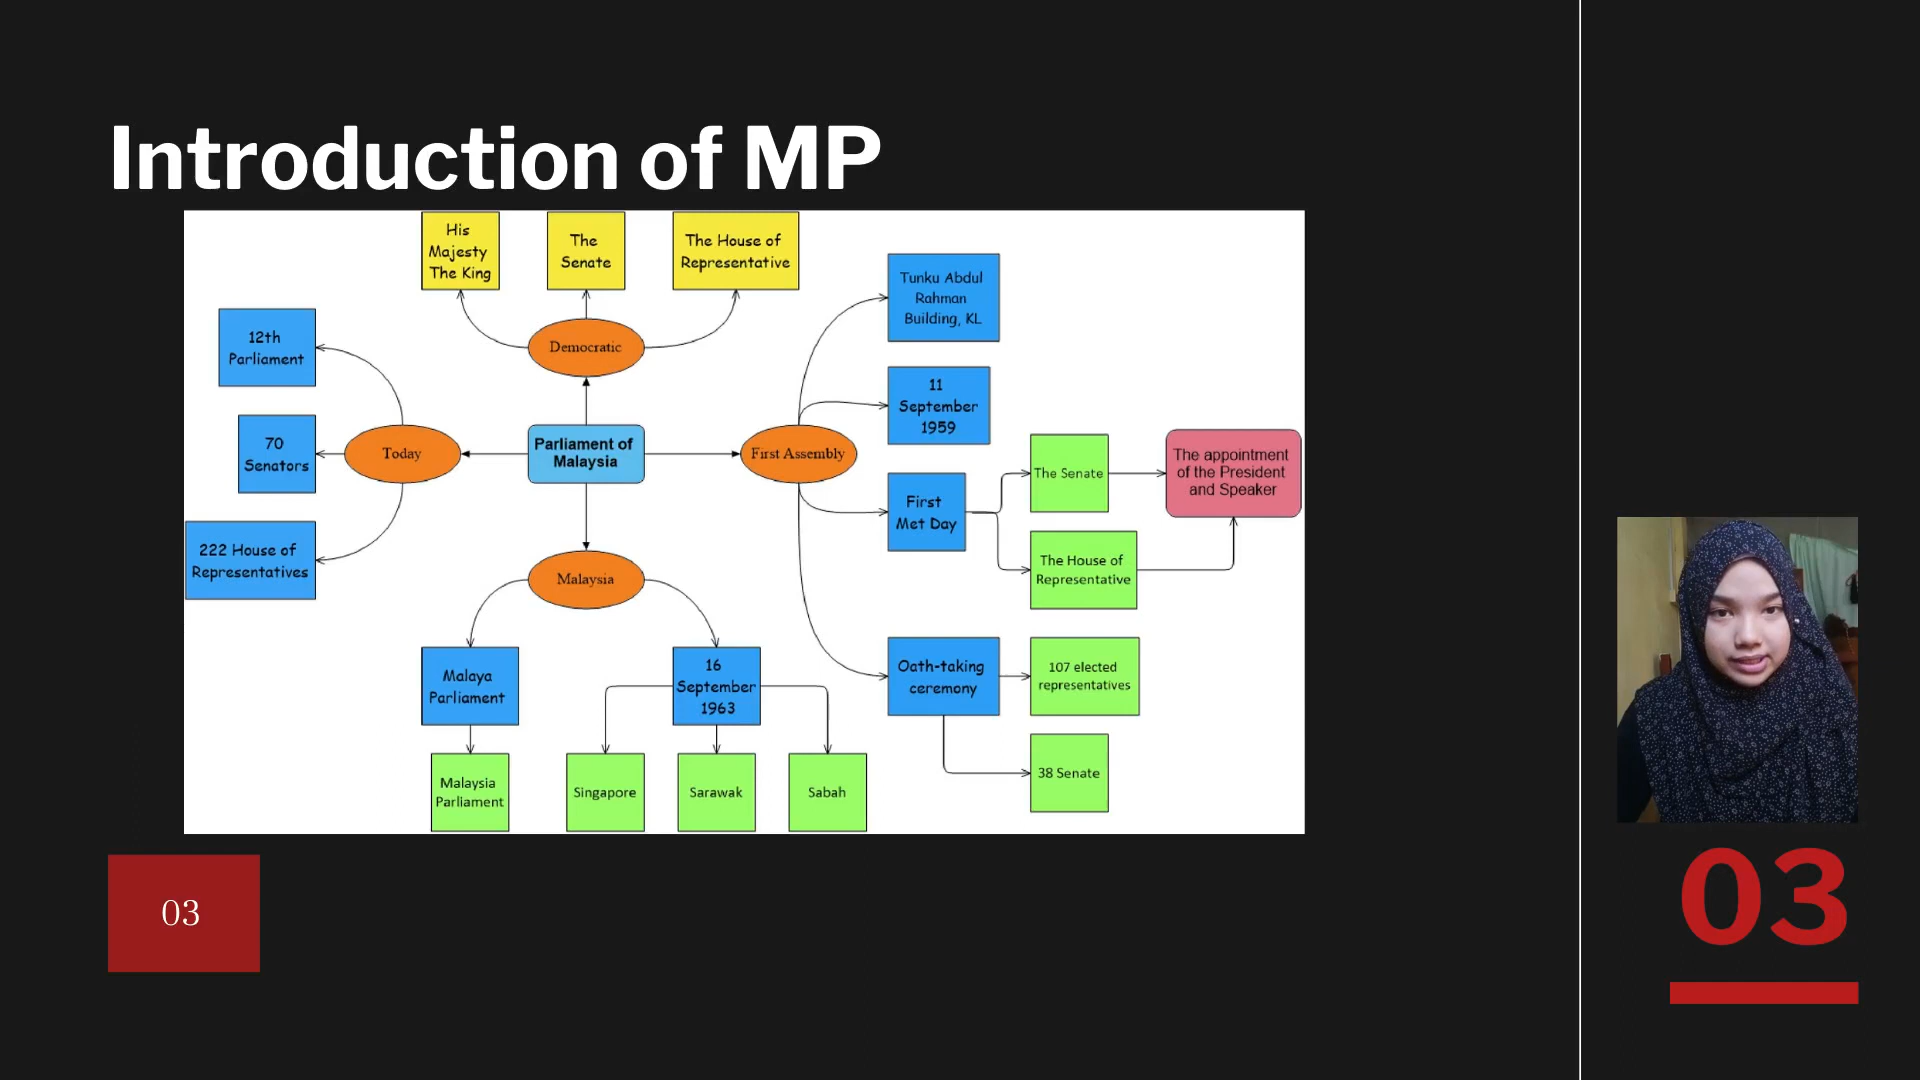 Introduction of MP
His
Majesty
The King
The
Senate
The House of
Representative
Democratic
12th
Parliament
70
Senators
222 House of
Representatives
Today
Parliament of
Malaysia
First Assembly
Tunku Abdul
Rahman
Building, KL
11
September
1959
First
Met Day
The Senate
The House of
Representative
The appointment
of the President
and Speaker
Oath-taking
ceremony
107 elected
representatives
38 Senate
Malaysia
Malaya
Parliament
16
September
1963
Malaysia
Parliament
Singapore
Sarawak
Sabah
03
03